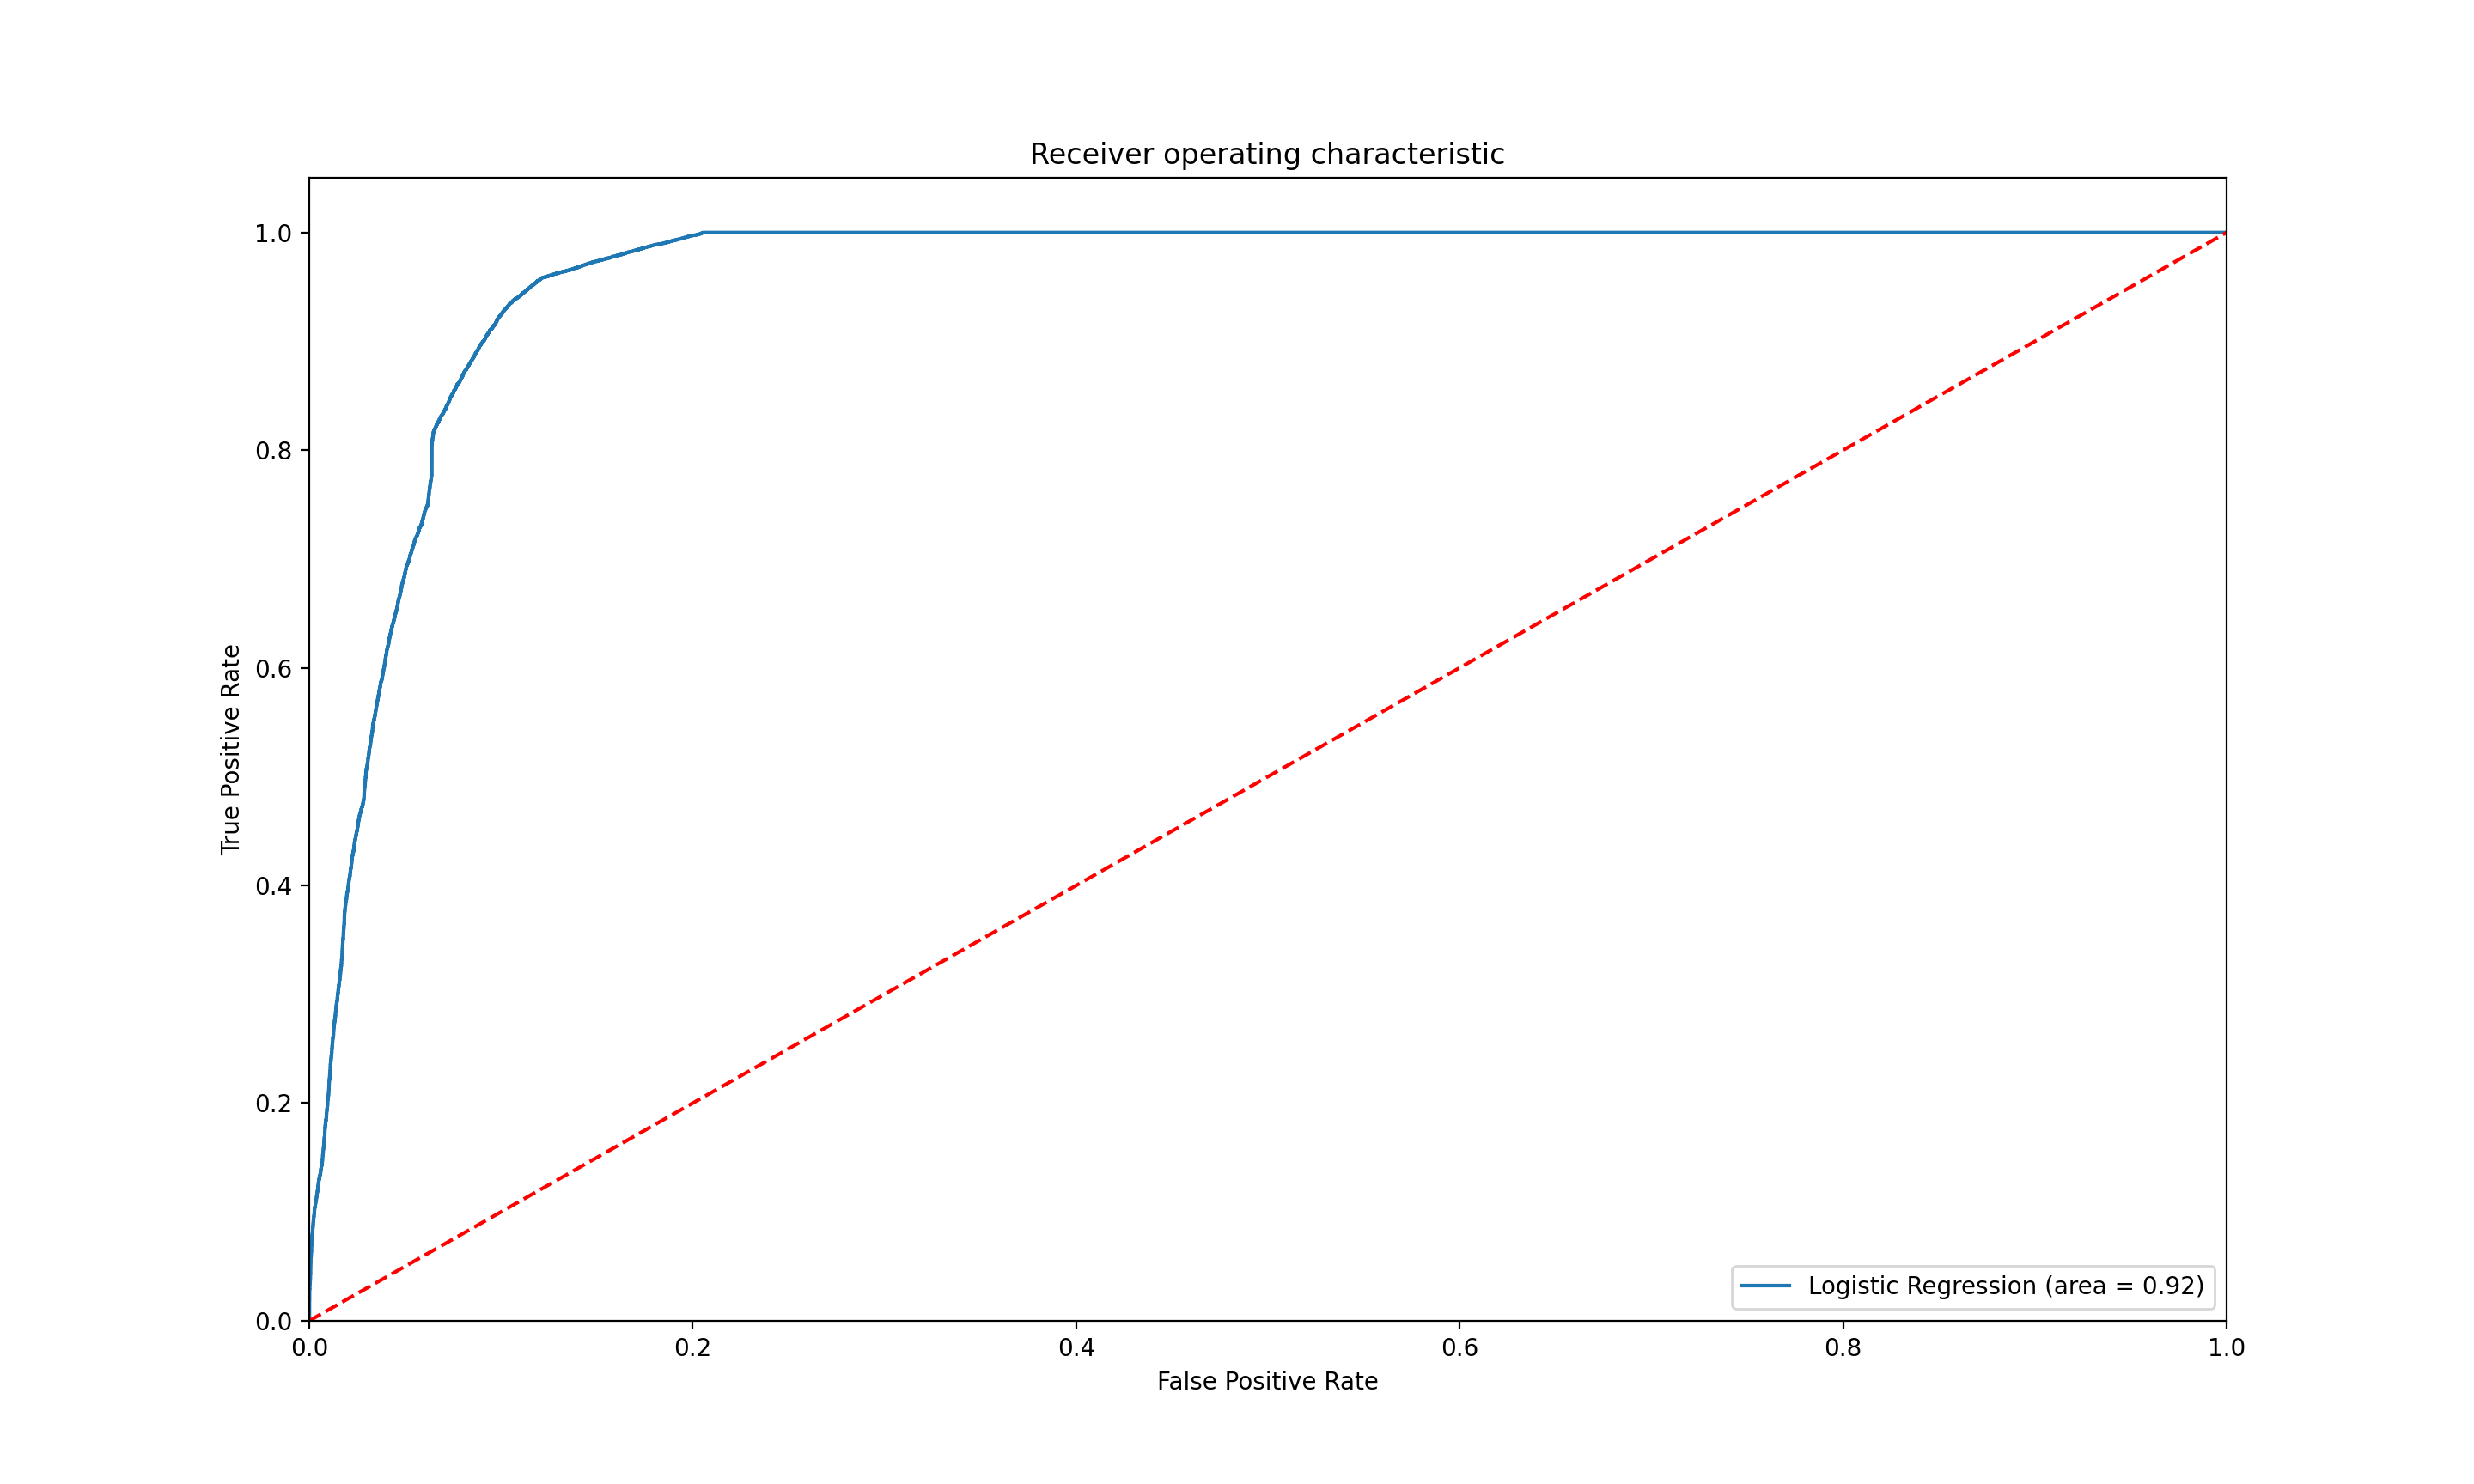 Receiver operating characteristic
True Positive Rate
1.0
0.8
0.6
0.4
0.2
0.0
Logistic Regression (area = 0.92)
0.0 0.2 0.4 0.6 0.8 1.0
False Positive Rate